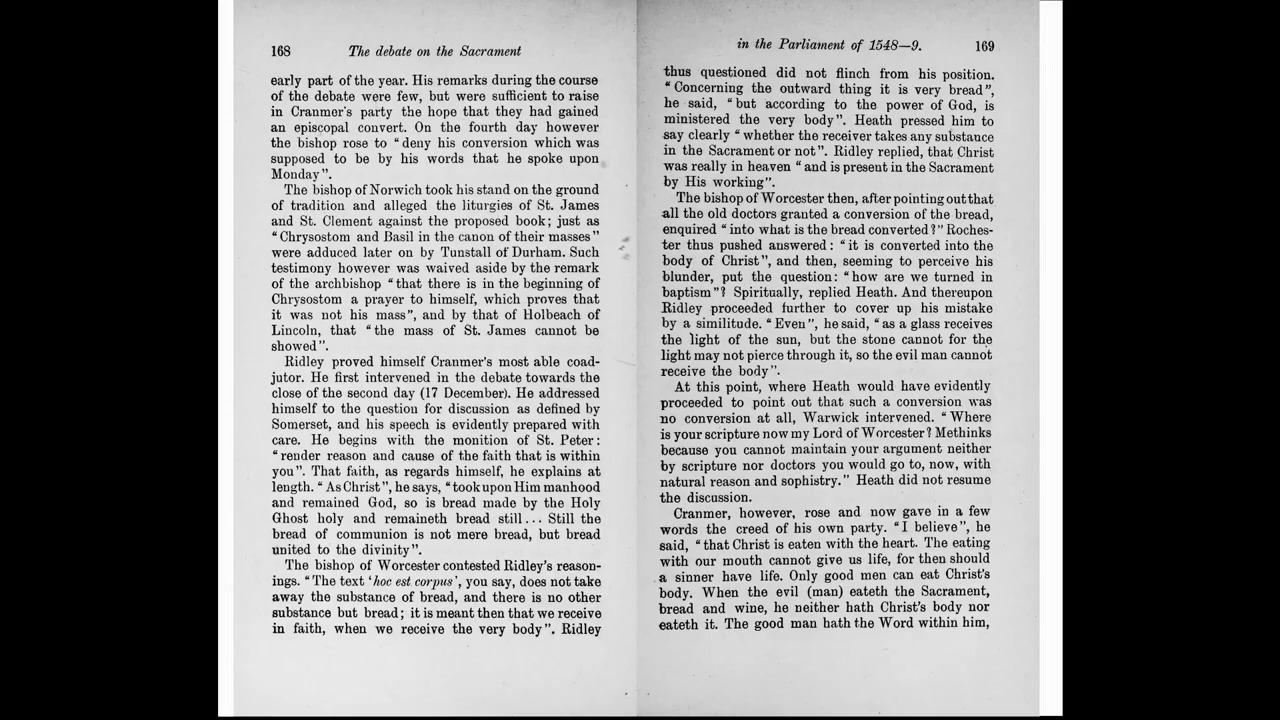 168 The debate on the Sacrament
early part of the year. His remarks during the course
of the debate were few, but were sufficient to raise
in Cranmer's party the hope that they had gained
an episcopal convert. On the fourth day however
the bishop rose to “ deny his conversion which was
supposed to be by his words that he spoke upon
Monday”.
The bishop of Norwich took his stand on the ground
of tradition and alleged the liturgies of St. James
and St. Clement against the proposed book; just as
“ Chrysostom and Basil in the canon of their masses”
were adduced later on by Tunstall of Durham. Such
testimony however was waived aside by the remark
of the archbishop “ that there is in the beginning of
Chrysostom a prayer to himself, which proves that
it was not his mass”, and by that of Holbeach of
Lincoln, that “ the mass of St. James cannot be
showed”.
Ridley proved himself Cranmer's most able coad-
jutor. He first intervened in the debate towards the
close of the second day (17 December). He addressed
himself to the question for discussion as defined by
Somerset, and his speech is evidently prepared with
care. He begins with the monition of St. Peter:
“ render reason and cause of the faith that is within
you”. That faith, as regards himself, he explains at
length. “ As Christ”, he says, “ took upon Him manhood
and remained God, so is bread made by the Holy
Ghost holy and remaineth bread still... Still the
bread of communion is not mere bread, but bread
united to the divinity”.
The bishop of Worcester contested Ridley's reason-
ings. “ The text ‘hoc est corpus’, you say, does not take
away the substance of bread, and there is no other
substance but bread; it is meant then that we receive
in faith, when we receive the very body”. Ridley
in the Parliament of 1548—9. 169
thus questioned did not flinch from his position.
“ Concerning the outward thing it is very bread”,
he said, “ but according to the power of God, is
ministered the very body”. Heath pressed him to
say clearly “ whether the receiver takes any substance
in the Sacrament or not”. Ridley replied, that Christ
was really in heaven “ and is present in the Sacrament
by His working”.
The bishop of Worcester then, after pointing out that
all the old doctors granted a conversion of the bread,
enquired “ into what is the bread converted?” Roches-
ter thus pushed answered: “ it is converted into the
body of Christ”, and then, seeming to perceive his
blunder, put the question: “ how are we turned in
baptism”? Spiritually, replied Heath. And thereupon
Ridley proceeded further to cover up his mistake
by a similitude. “ Even”, he said, “ as a glass receives
the light of the sun, but the stone cannot for the
light may not pierce through it, so the evil man cannot
receive the body”.
At this point, where Heath would have evidently
proceeded to point out that such a conversion was
no conversion at all, Warwick intervened. “ Where
is your scripture now my Lord of Worcester? Methinks
because you cannot maintain your argument neither
by scripture nor doctors you would go to, now, with
natural reason and sophistry.” Heath did not resume
the discussion.
Cranmer, however, rose and now gave in a few
words the creed of his own party. “ I believe”, he
said, “ that Christ is eaten with the heart. The eating
with our mouth cannot give us life, for then should
a sinner have life. Only good men can eat Christ's
body. When the evil (man) eateth the Sacrament,
bread and wine, he neither hath Christ's body nor
eateth it. The good man hath the Word within him,